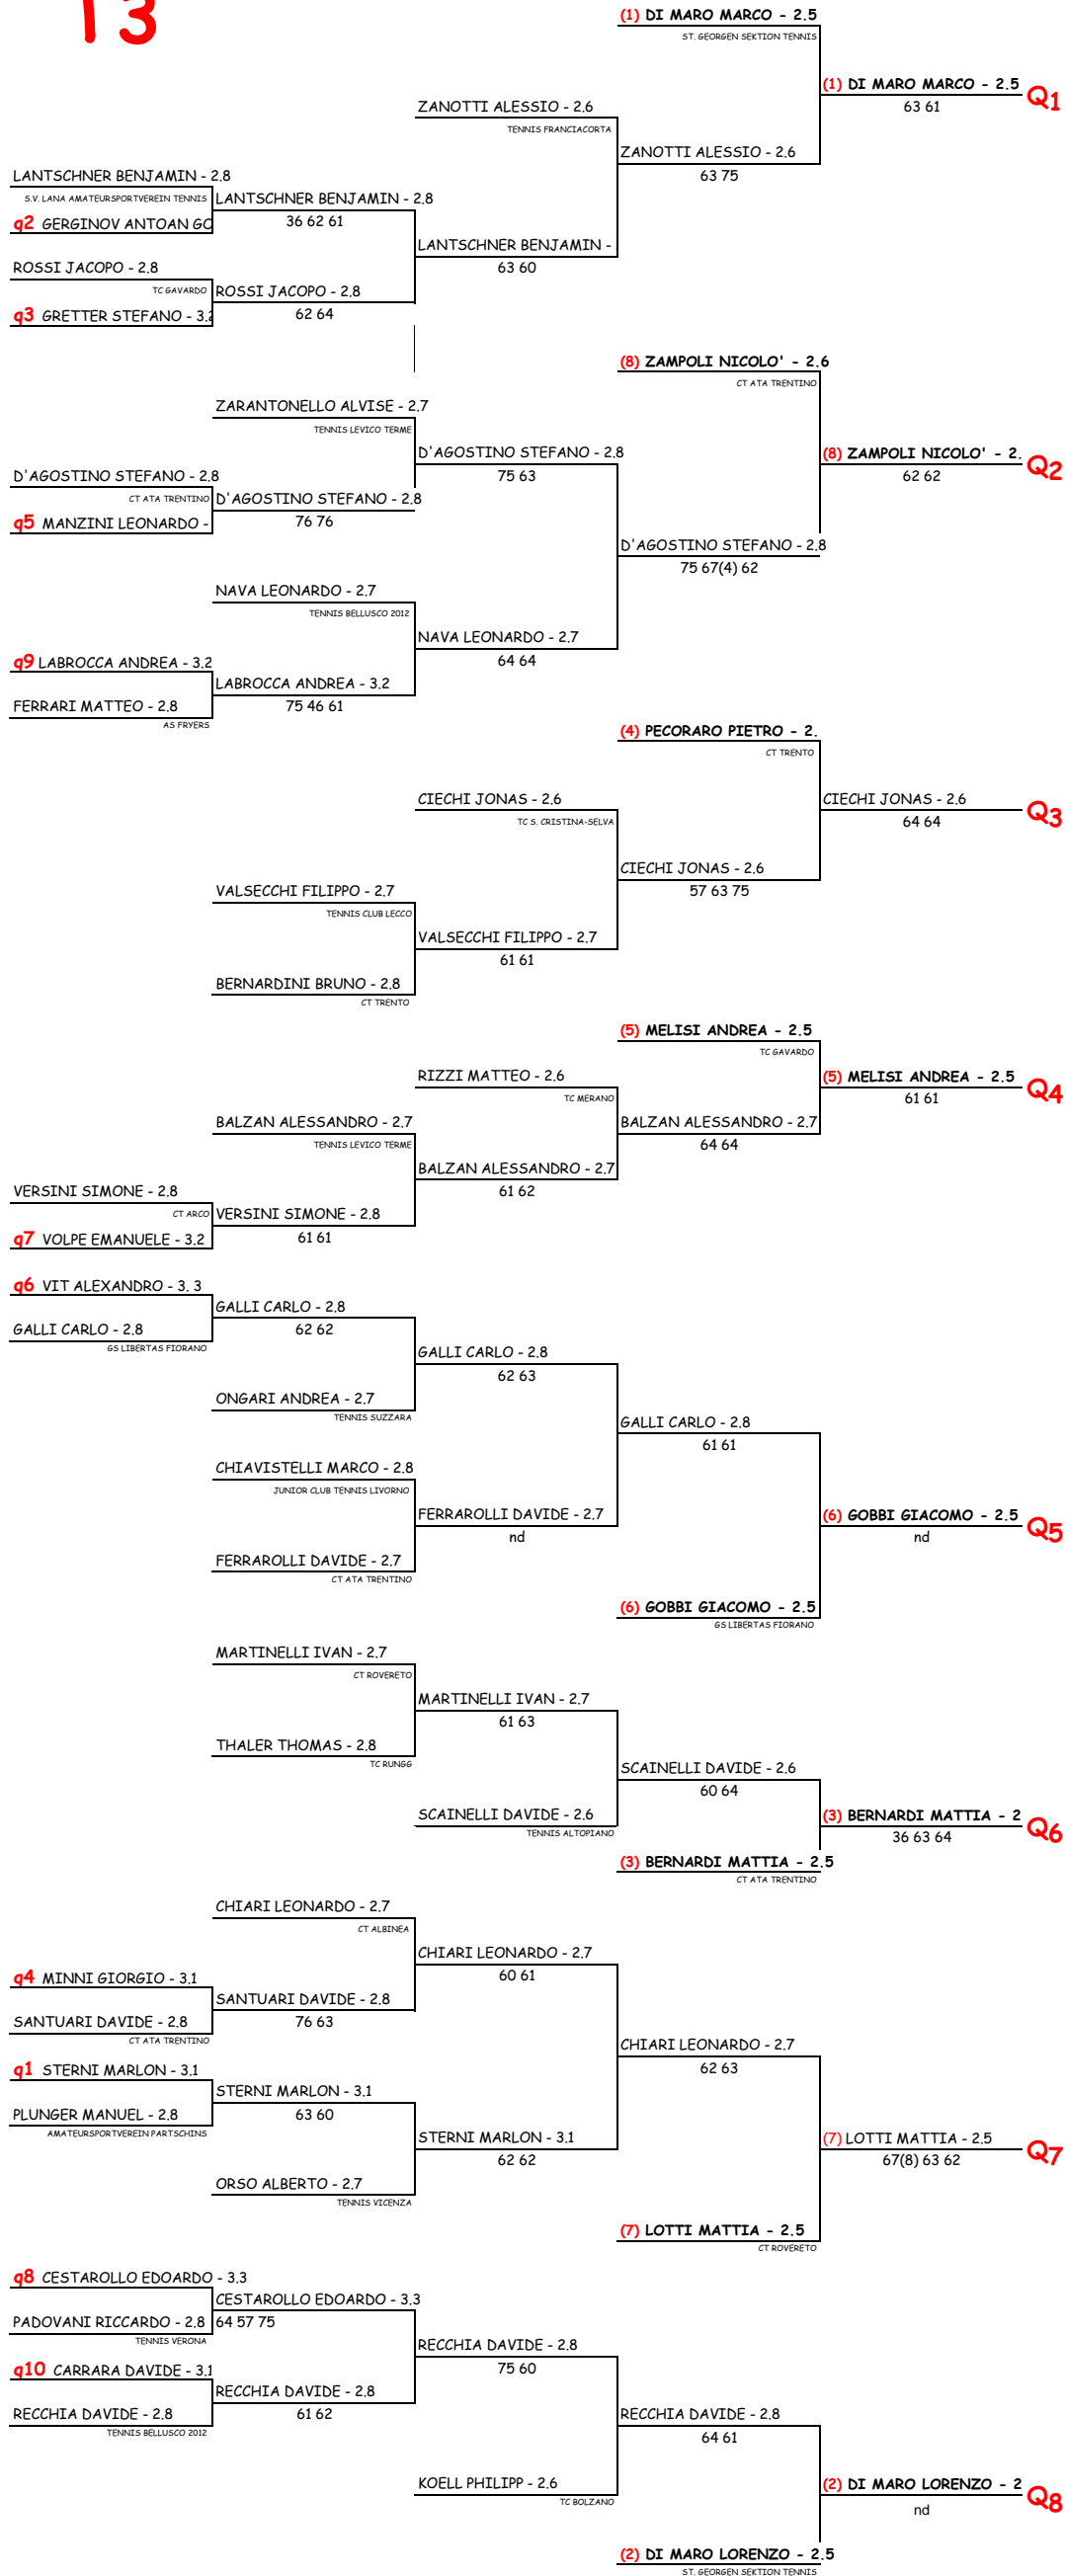 13
(1) DI MARO MARCO - 2.5
ST. GEORGEN SEKTION TENNIS
(1) DI MARO MARCO - 2.5 Q1
63 61
ZANOTTI ALESSIO - 2.6
TENNIS FRANCIACORTA
ZANOTTI ALESSIO - 2.6
63 75
LANTSCHNER BENJAMIN - 2.8
S.V. LANA AMATEURSPORTVEREIN TENNIS
LANTSCHNER BENJAMIN - 2.8
36 62 61
q2 GERGINOV ANTOAN GO
LANTSCHNER BENJAMIN -
63 60
ROSSI JACOPO - 2.8
TC GAVARDO
ROSSI JACOPO - 2.8
62 64
q3 GRETTER STEFANO - 3.2
(8) ZAMPOLI NICOLO' - 2.6
CT ATA TRENTINO
ZARANTONELLO ALVISE - 2.7
TENNIS LEVICO TERME
D'AGOSTINO STEFANO - 2.8
75 63
(8) ZAMPOLI NICOLO' - 2. Q2
62 62
D'AGOSTINO STEFANO - 2.8
CT ATA TRENTINO
D'AGOSTINO STEFANO - 2.8
76 76
q5 MANZINI LEONARDO -
D'AGOSTINO STEFANO - 2.8
75 67(4) 62
NAVA LEONARDO - 2.7
TENNIS BELLUSCO 2012
NAVA LEONARDO - 2.7
64 64
q9 LABROCCA ANDREA - 3.2
LABROCCA ANDREA - 3.2
75 46 61
FERRARI MATTEO - 2.8
AS FRYERS
(4) PECORARO PIETRO - 2.
CT TRENTO
CIECHI JONAS - 2.6
TC S. CRISTINA-SELVA
CIECHI JONAS - 2.6 Q3
64 64
CIECHI JONAS - 2.6
57 63 75
VALSECCHI FILIPPO - 2.7
TENNIS CLUB LECCO
VALSECCHI FILIPPO - 2.7
61 61
BERNARDINI BRUNO - 2.8
CT TRENTO
(5) MELISI ANDREA - 2.5
TC GAVARDO
RIZZI MATTEO - 2.6
TC MERANO
(5) MELISI ANDREA - 2.5 Q4
61 61
BALZAN ALESSANDRO - 2.7
TENNIS LEVICO TERME
BALZAN ALESSANDRO - 2.7
64 64
BALZAN ALESSANDRO - 2.7
61 62
VERSINI SIMONE - 2.8
CT ARCO
VERSINI SIMONE - 2.8
61 61
q7 VOLPE EMANUELE - 3.2
q6 VIT ALEXANDRO - 3. 3
GALLI CARLO - 2.8
62 62
GALLI CARLO - 2.8
GS LIBERTAS FIORANO
GALLI CARLO - 2.8
62 63
ONGARI ANDREA - 2.7
TENNIS SUZZARA
GALLI CARLO - 2.8
61 61
CHIAVISTELLI MARCO - 2.8
JUNIOR CLUB TENNIS LIVORNO
FERRAROLLI DAVIDE - 2.7
nd
(6) GOBBI GIACOMO - 2.5 Q5
nd
FERRAROLLI DAVIDE - 2.7
CT ATA TRENTINO
(6) GOBBI GIACOMO - 2.5
GS LIBERTAS FIORANO
MARTINELLI IVAN - 2.7
CT ROVERETO
MARTINELLI IVAN - 2.7
61 63
THALER THOMAS - 2.8
TC RUNGG
SCAINELLI DAVIDE - 2.6
60 64
SCAINELLI DAVIDE - 2.6
TENNIS ALTOPIANO
(3) BERNARDI MATTIA - 2 Q6
36 63 64
(3) BERNARDI MATTIA - 2.5
CT ATA TRENTINO
CHIARI LEONARDO - 2.7
CT ALBINEA
CHIARI LEONARDO - 2.7
60 61
q4 MINNI GIORGIO - 3.1
SANTUARI DAVIDE - 2.8
76 63
SANTUARI DAVIDE - 2.8
CT ATA TRENTINO
CHIARI LEONARDO - 2.7
62 63
q1 STERNI MARLON - 3.1
STERNI MARLON - 3.1
63 60
PLUNGER MANUEL - 2.8
AMATEURSPORTVEREIN PARTSCHINS
STERNI MARLON - 3.1
62 62
(7) LOTTI MATTIA - 2.5 Q7
67(8) 63 62
ORSO ALBERTO - 2.7
TENNIS VICENZA
(7) LOTTI MATTIA - 2.5
CT ROVERETO
q8 CESTAROLLO EDOARDO - 3.3
CESTAROLLO EDOARDO - 3.3
64 57 75
PADOVANI RICCARDO - 2.8
TENNIS VERONA
RECCHIA DAVIDE - 2.8
75 60
q10 CARRARA DAVIDE - 3.1
RECCHIA DAVIDE - 2.8
61 62
RECCHIA DAVIDE - 2.8
TENNIS BELLUSCO 2012
RECCHIA DAVIDE - 2.8
64 61
KOELL PHILIPP - 2.6
TC BOLZANO
(2) DI MARO LORENZO - 2 Q8
nd
(2) DI MARO LORENZO - 2.5
ST. GEORGEN SEKTION TENNIS